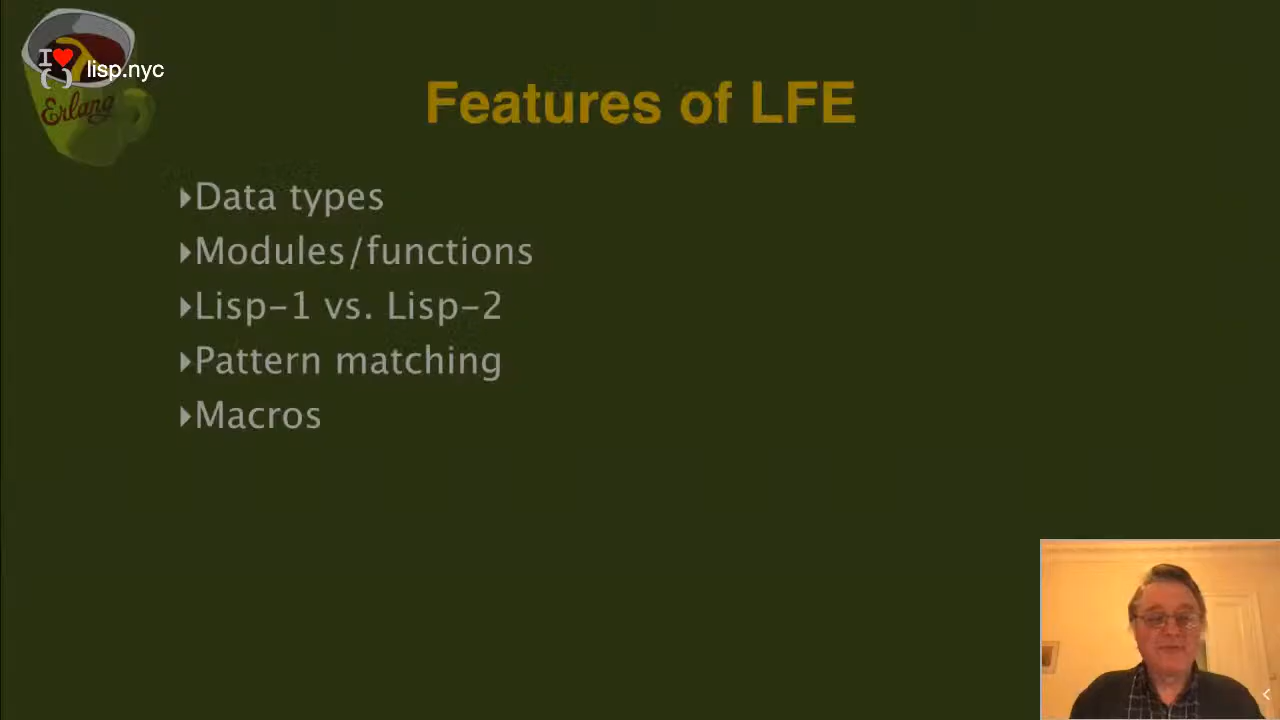 I
lisp.nyc
( )
Erlang
Features of LFE
Data types
Modules/functions
Lisp-1 vs. Lisp-2
Pattern matching
Macros